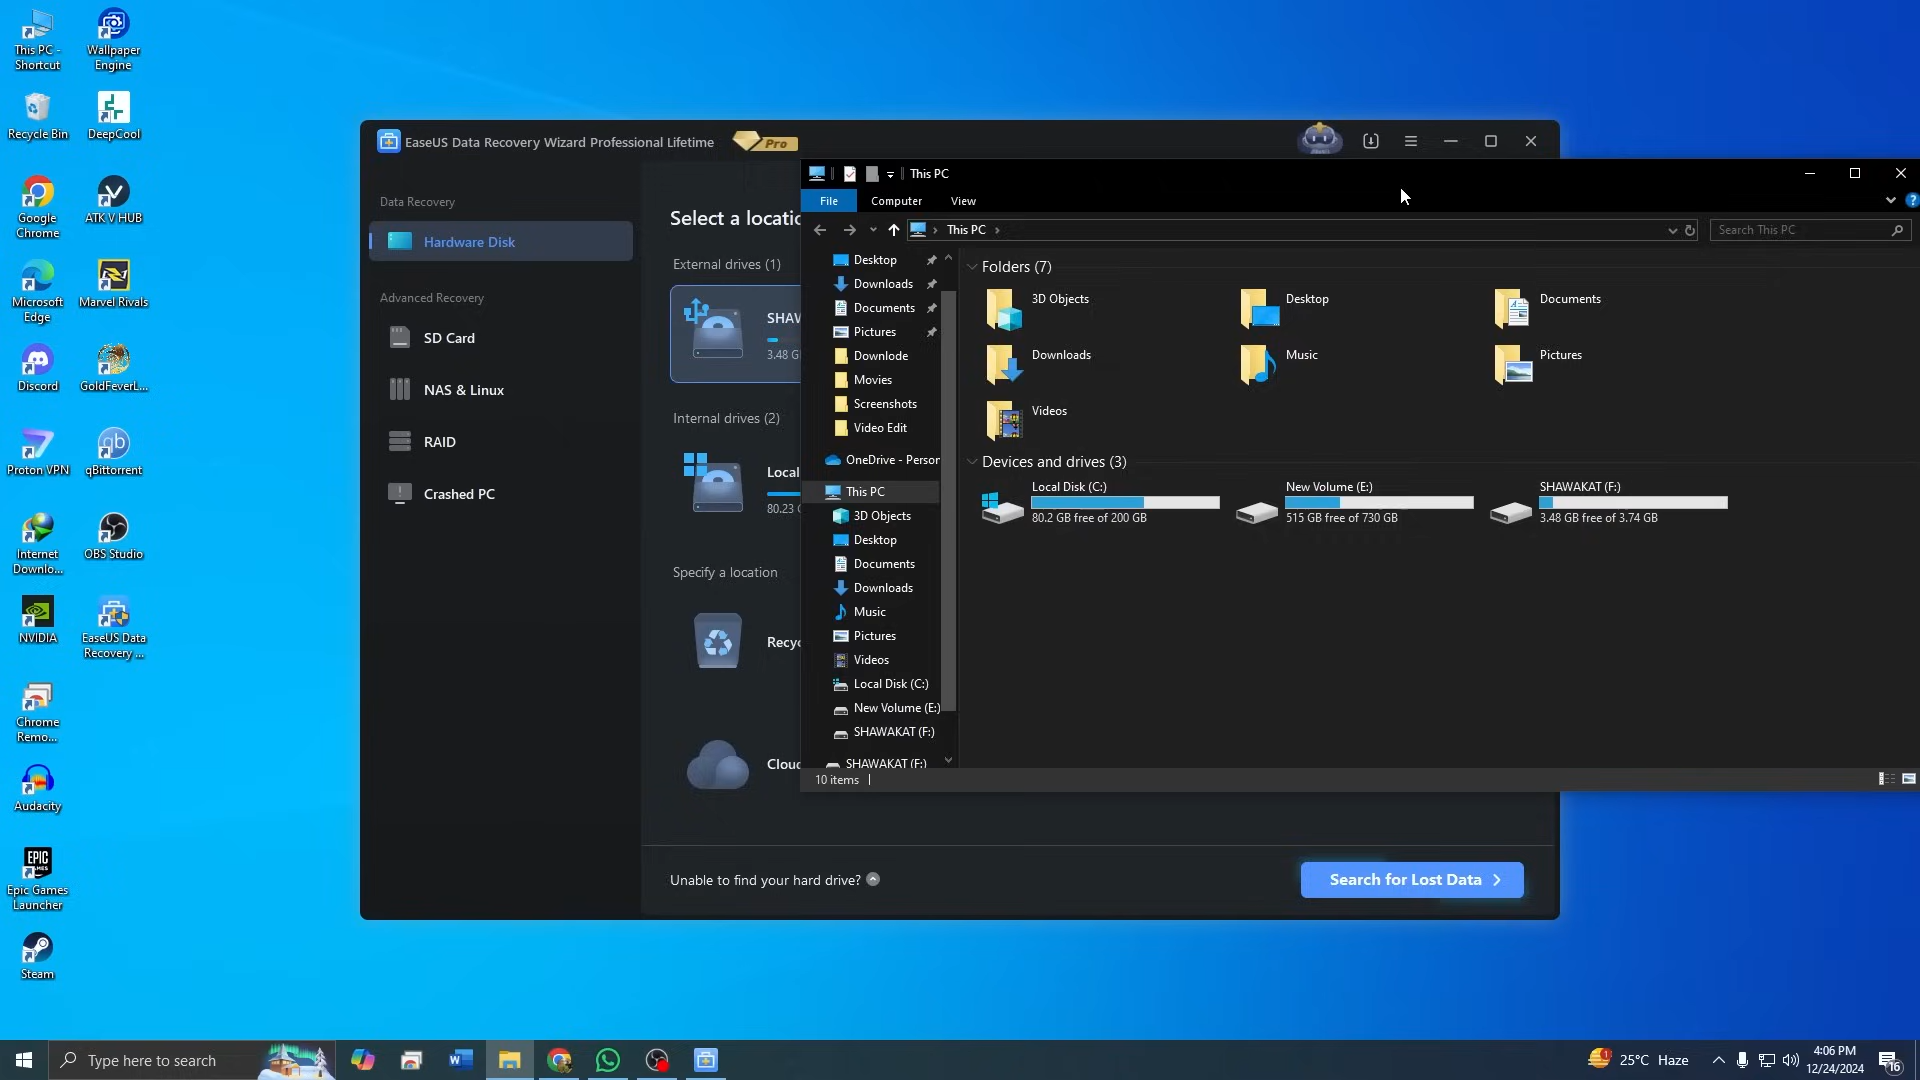 This PC -
Shortcut
Wallpaper
Engine
Recycle Bin
DeepCool
Google
Chrome
ATK V HUB
Microsoft
Edge
Marvel Rivals
Discord
GoldFeverL...
Proton VPN
qBittorrent
Internet
Downlo...
OBS Studio
NVIDIA
EaseUS Data
Recovery ...
Chrome
Remo...
Audacity
EPIC
GAMES
Epic Games
Launcher
Steam
EaseUS Data Recovery Wizard Professional Lifetime
Pro
Data Recovery
Hardware Disk
Advanced Recovery
SD Card
NAS & Linux
RAID
Crashed PC
Select a locatio
External drives (1)
SHAW
3.48 G
Internal drives (2)
Local
80.23
Specify a location
Recyc
Clou
Unable to find your hard drive?
Search for Lost Data
This PC
File
Computer
View
This PC
Search This PC
Desktop
Downloads
Documents
Pictures
Downlode
Movies
Screenshots
Video Edit
OneDrive - Person
This PC
3D Objects
Desktop
Documents
Downloads
Music
Pictures
Videos
Local Disk (C:)
New Volume (E:)
SHAWAKAT (F:)
SHAWAKAT (F:)
Folders (7)
3D Objects
Desktop
Documents
Downloads
Music
Pictures
Videos
Devices and drives (3)
Local Disk (C:)
80.2 GB free of 200 GB
New Volume (E:)
515 GB free of 730 GB
SHAWAKAT (F:)
3.48 GB free of 3.74 GB
10 items
Type here to search
1
25°C Haze
4:06 PM
12/24/2024
16